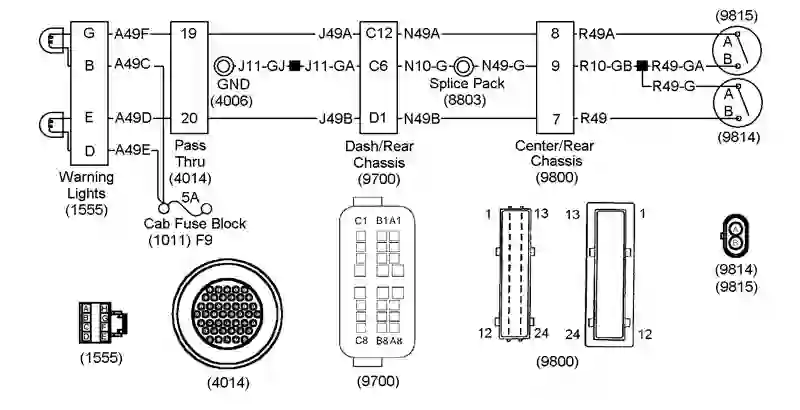 (9815)
G A49F 19 J49A C12 N49A 8 R49A A
B A49C J11-GJ J11-GA C6 N10-G N49-G 9 R10-GB R49-GA B
GND
(4006)
Splice Pack
(8803)
R49-G A
E A49D 20 J49B D1 N49B 7 R49 B
(9814)
D A49E
Pass
Thru
(4014)
Dash/Rear
Chassis
(9700)
Center/Rear
Chassis
(9800)
Warning
Lights
(1555)
5A
Cab Fuse Block
(1011) F9
C1 B1 A1
C8 B8 A8
1 13
12 24
13 1
24 12
A
B
(9814)
(9815)
A H
B G
C F
D E
(1555)
(4014)
(9700)
(9800)